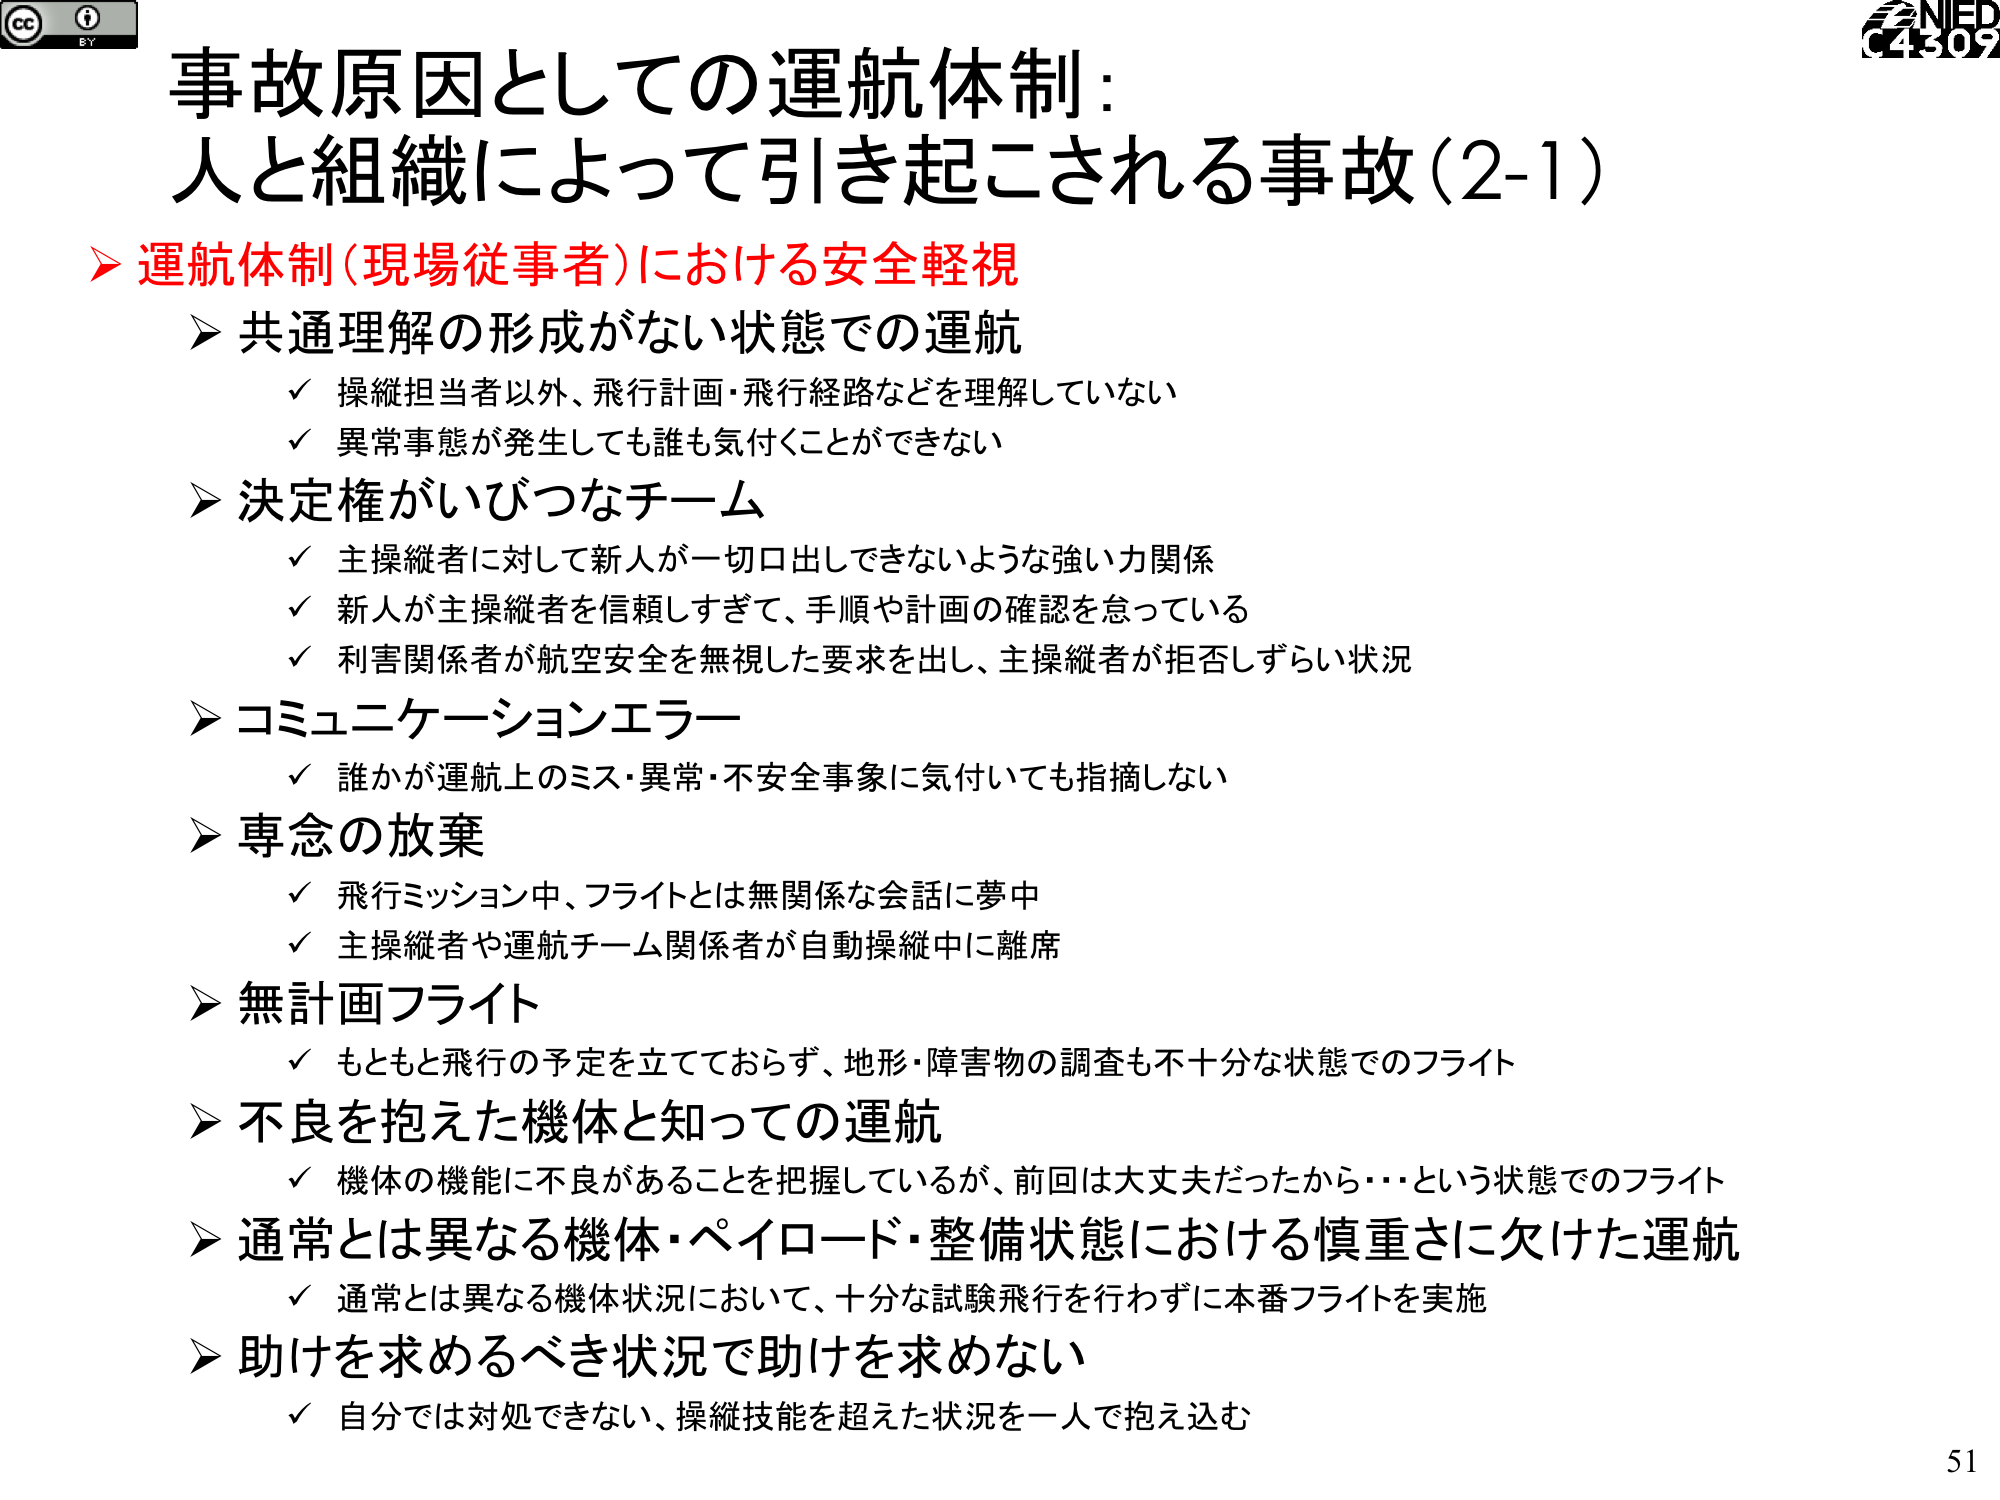 cc BY
NIED
C4309
事故原因としての運航体制：
人と組織によって引き起こされる事故（2-1）
➢ 運航体制（現場従事者）における安全軽視
➢ 共通理解の形成がない状態での運航
✓ 操縦担当者以外、飛行計画・飛行経路などを理解していない
✓ 異常事態が発生しても誰も気付くことができない
➢ 決定権がいびつなチーム
✓ 主操縦者に対して新人が一切口出しできないような強い力関係
✓ 新人が主操縦者を信頼しすぎて、手順や計画の確認を怠っている
✓ 利害関係者が航空安全を無視した要求を出し、主操縦者が拒否しずらい状況
➢ コミュニケーションエラー
✓ 誰かが運航上のミス・異常・不安全事象に気付いても指摘しない
➢ 専念の放棄
✓ 飛行ミッション中、フライトとは無関係な会話に夢中
✓ 主操縦者や運航チーム関係者が自動操縦中に離席
➢ 無計画フライト
✓ もともと飛行の予定を立てておらず、地形・障害物の調査も不十分な状態でのフライト
➢ 不良を抱えた機体と知っての運航
✓ 機体の機能に不良があることを把握しているが、前回は大丈夫だったから・・・という状態でのフライト
➢ 通常とは異なる機体・ペイロード・整備状態における慎重さに欠けた運航
✓ 通常とは異なる機体状況において、十分な試験飛行を行わずに本番フライトを実施
➢ 助けを求めるべき状況で助けを求めない
✓ 自分では対処できない、操縦技能を超えた状況を一人で抱え込む
51